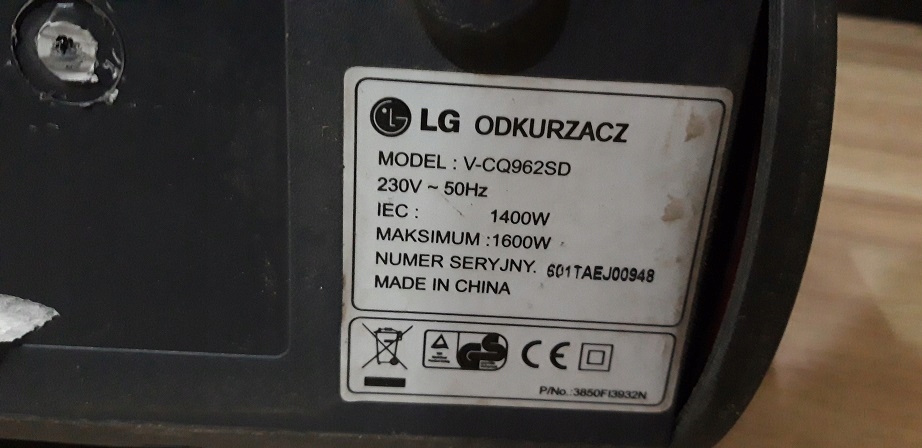 LG ODKURZACZ
MODEL : V-CQ962SD
230V ~ 50Hz
IEC : 1400W
MAKSIMUM :1600W
NUMER SERYJNY. 601TAEJ00948
MADE IN CHINA
CE
P/No.:3850FI3932N